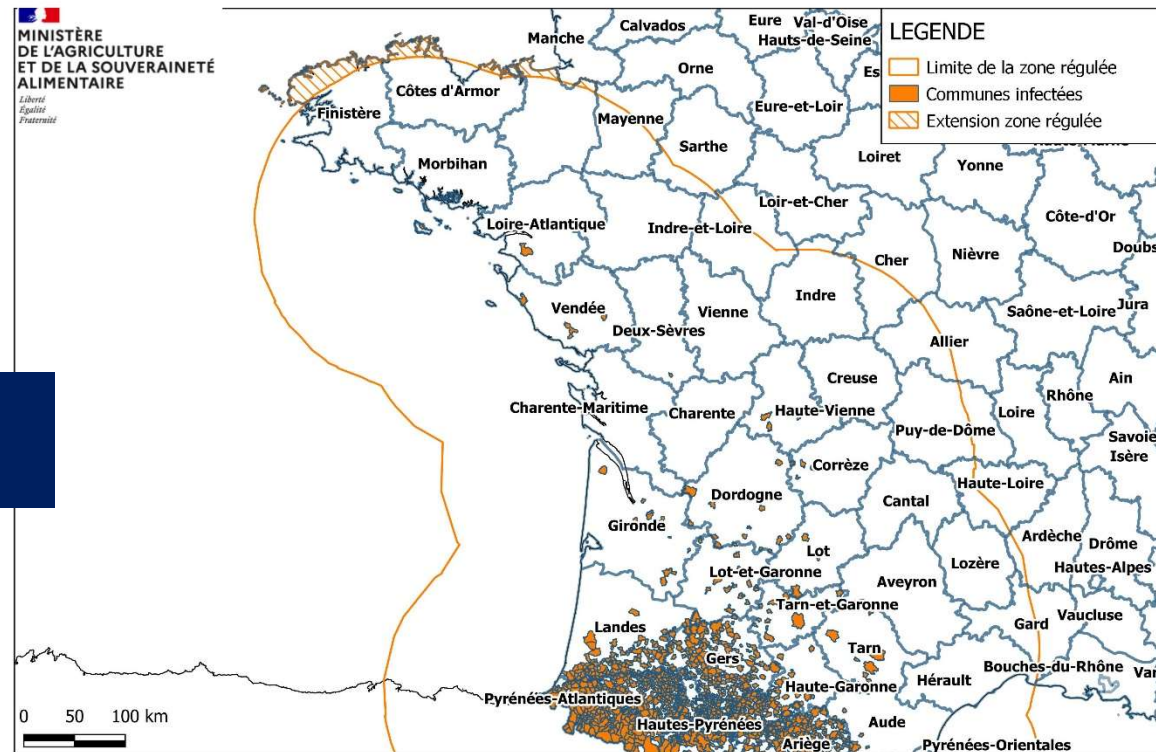 MINISTÈRE
DE L'AGRICULTURE
ET DE LA SOUVERAINETÉ
ALIMENTAIRE
Liberté
Égalité
Fraternité
LEGENDE
Limite de la zone régulée
Communes infectées
Extension zone régulée
Calvados
Eure
Val-d'Oise
Hauts-de-Seine
Manche
Orne
Eure-et-Loir
Côtes d'Armor
Finistère
Mayenne
Sarthe
Loiret
Yonne
Morbihan
Loir-et-Cher
Côte-d'Or
Loire-Atlantique
Indre-et-Loire
Cher
Nièvre
Doubs
Vendée
Vienne
Indre
Saône-et-Loire
Jura
Deux-Sèvres
Allier
Creuse
Ain
Charente-Maritime
Charente
Haute-Vienne
Loire
Rhône
Puy-de-Dôme
Savoie
Isère
Corrèze
Dordogne
Haute-Loire
Cantal
Gironde
Ardèche
Drôme
Lot
Lozère
Hautes-Alpes
Lot-et-Garonne
Aveyron
Tarn-et-Garonne
Landes
Gard
Vaucluse
Gers
Tarn
Bouches-du-Rhône
Var
Hérault
Haute-Garonne
Pyrénées-Atlantiques
Hautes-Pyrénées
Aude
Ariège
Pyrénées-Orientales
0 50 100 km